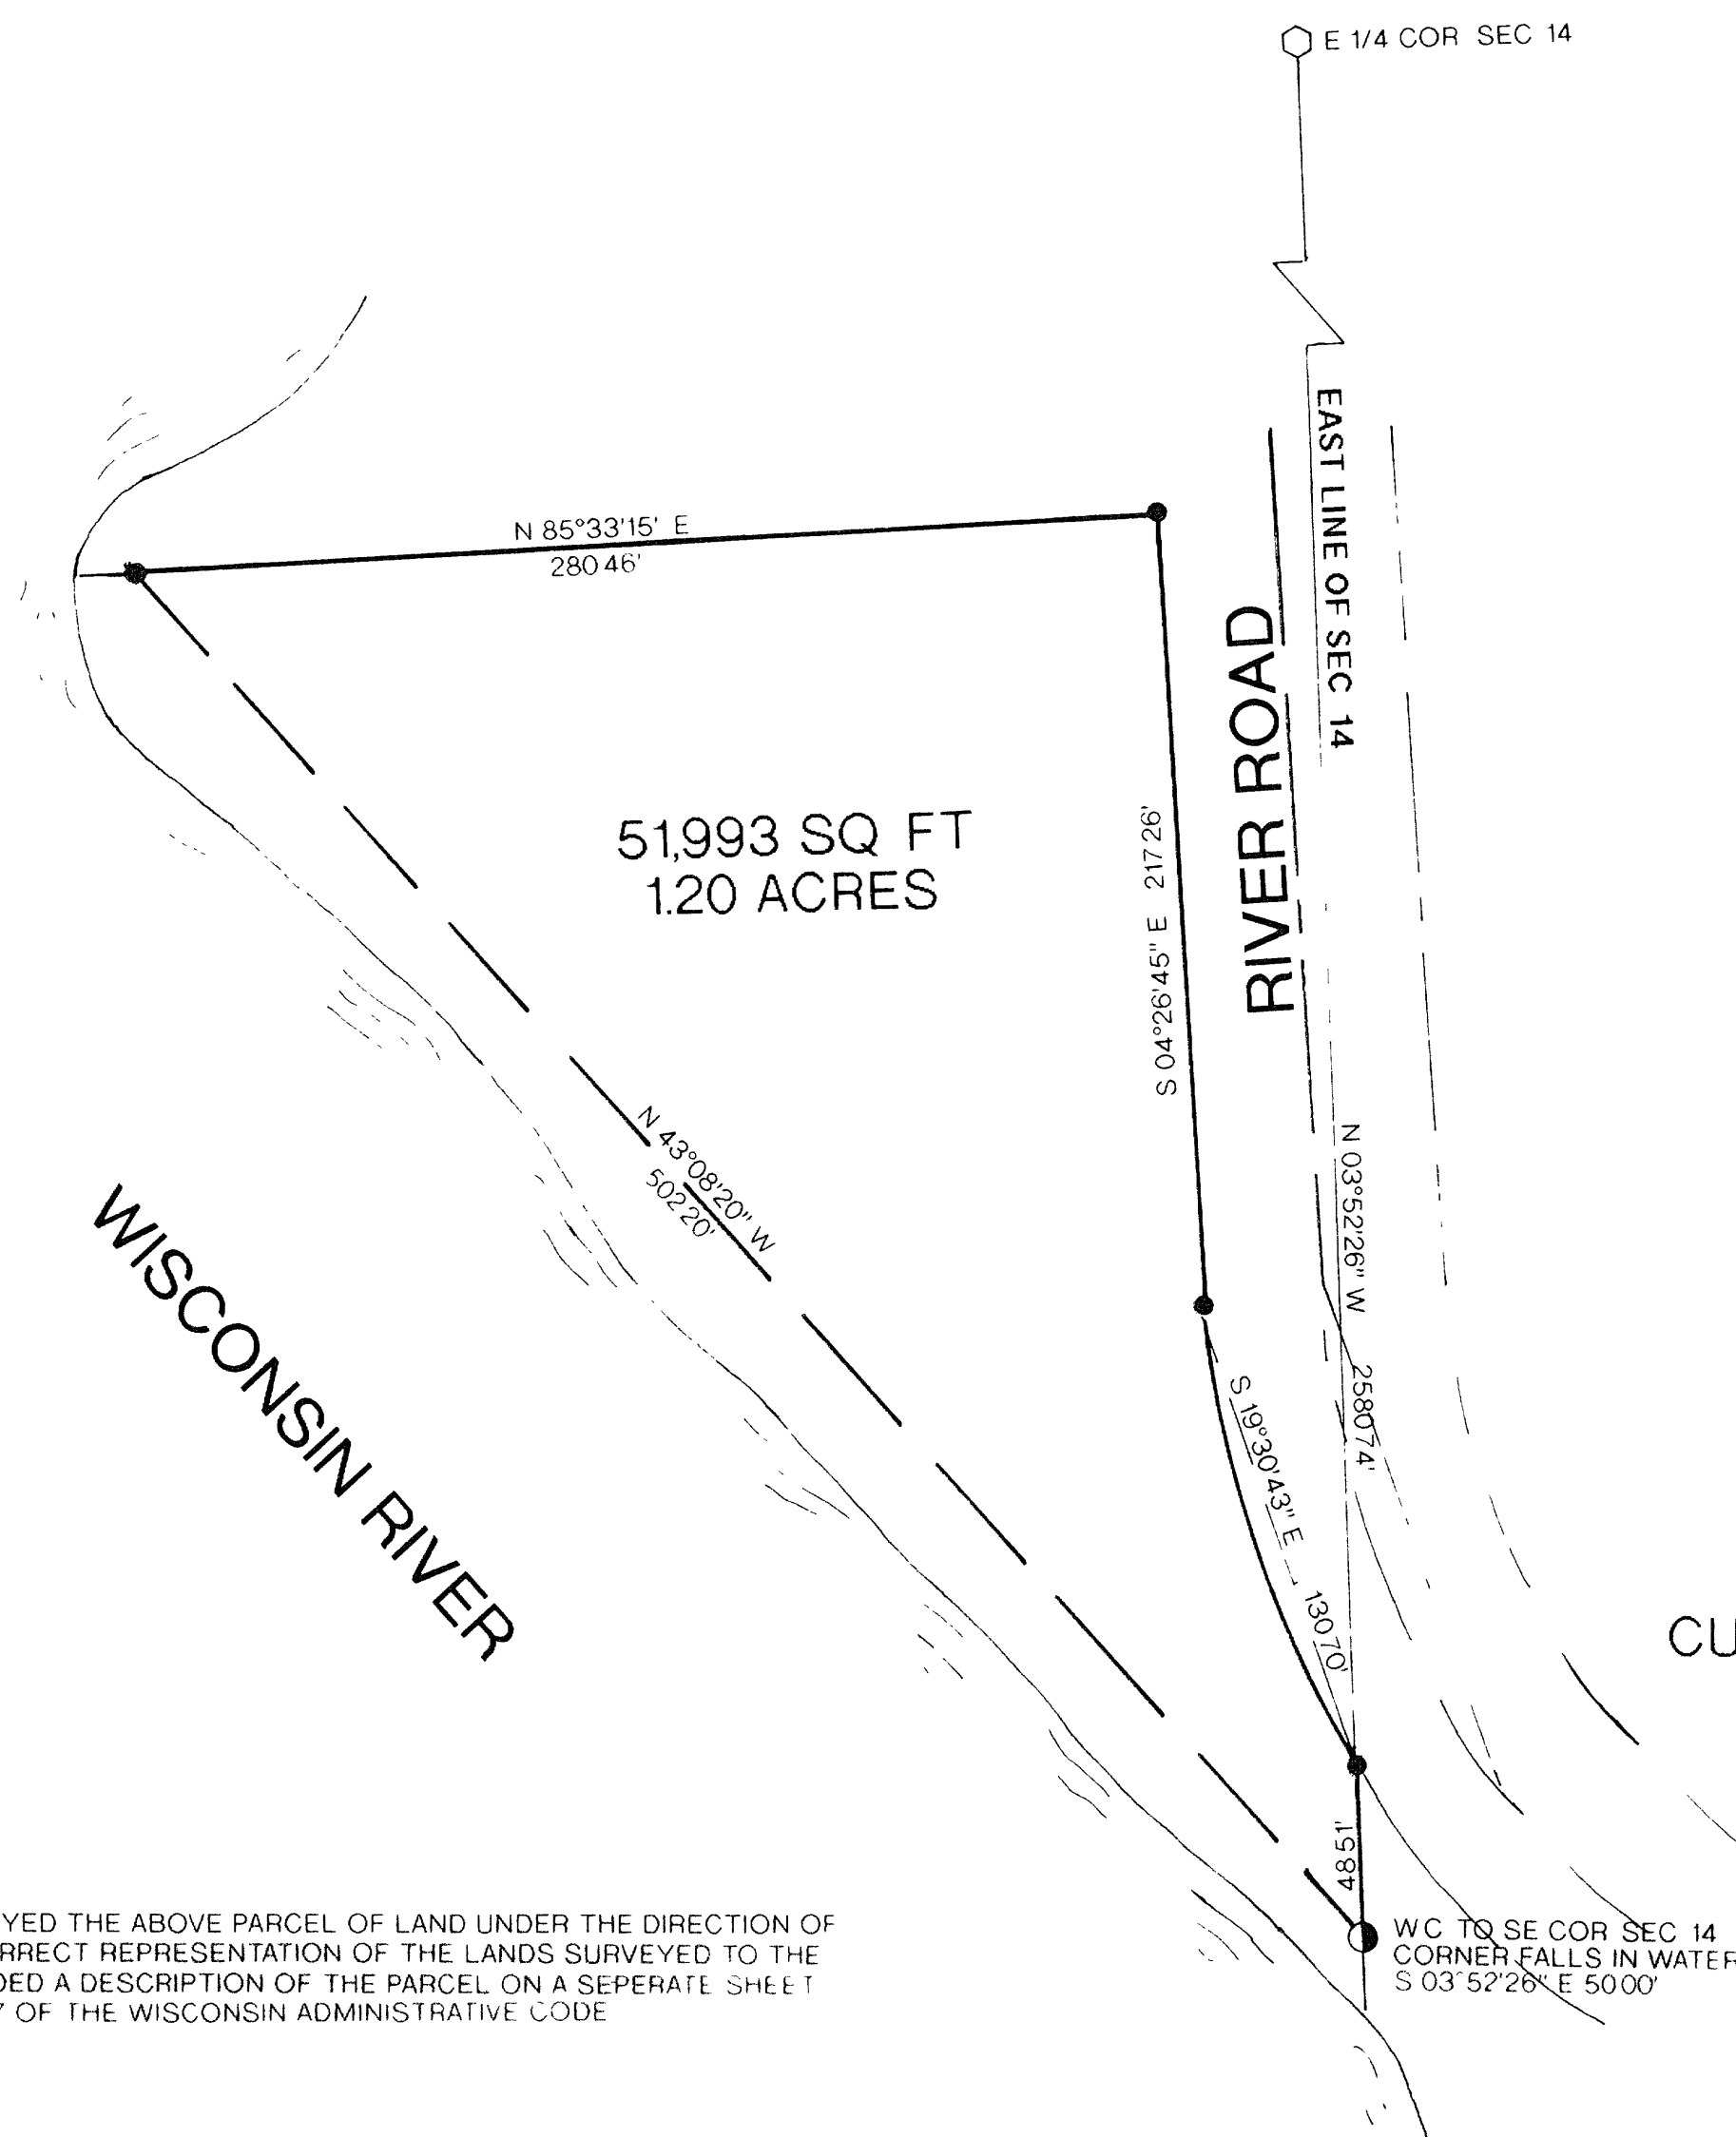 E 1/4 COR SEC 14
EAST LINE OF SEC 14
N 85°33'15' E
280 46'
RIVER ROAD
51,993 SQ FT
1.20 ACRES
S 04°26'45" E 217 26'
N 43°08'20" W
502 20'
N 03°52'26" W 2580 74'
WISCONSIN RIVER
S 19°30'43" E 130 70'
CU
48 51'
WC TO SE COR SEC 14
CORNER FALLS IN WATER
S 03°52'26" E 50 00'
YED THE ABOVE PARCEL OF LAND UNDER THE DIRECTION OF
RRECT REPRESENTATION OF THE LANDS SURVEYED TO THE
DED A DESCRIPTION OF THE PARCEL ON A SEPERATE SHEET
OF THE WISCONSIN ADMINISTRATIVE CODE